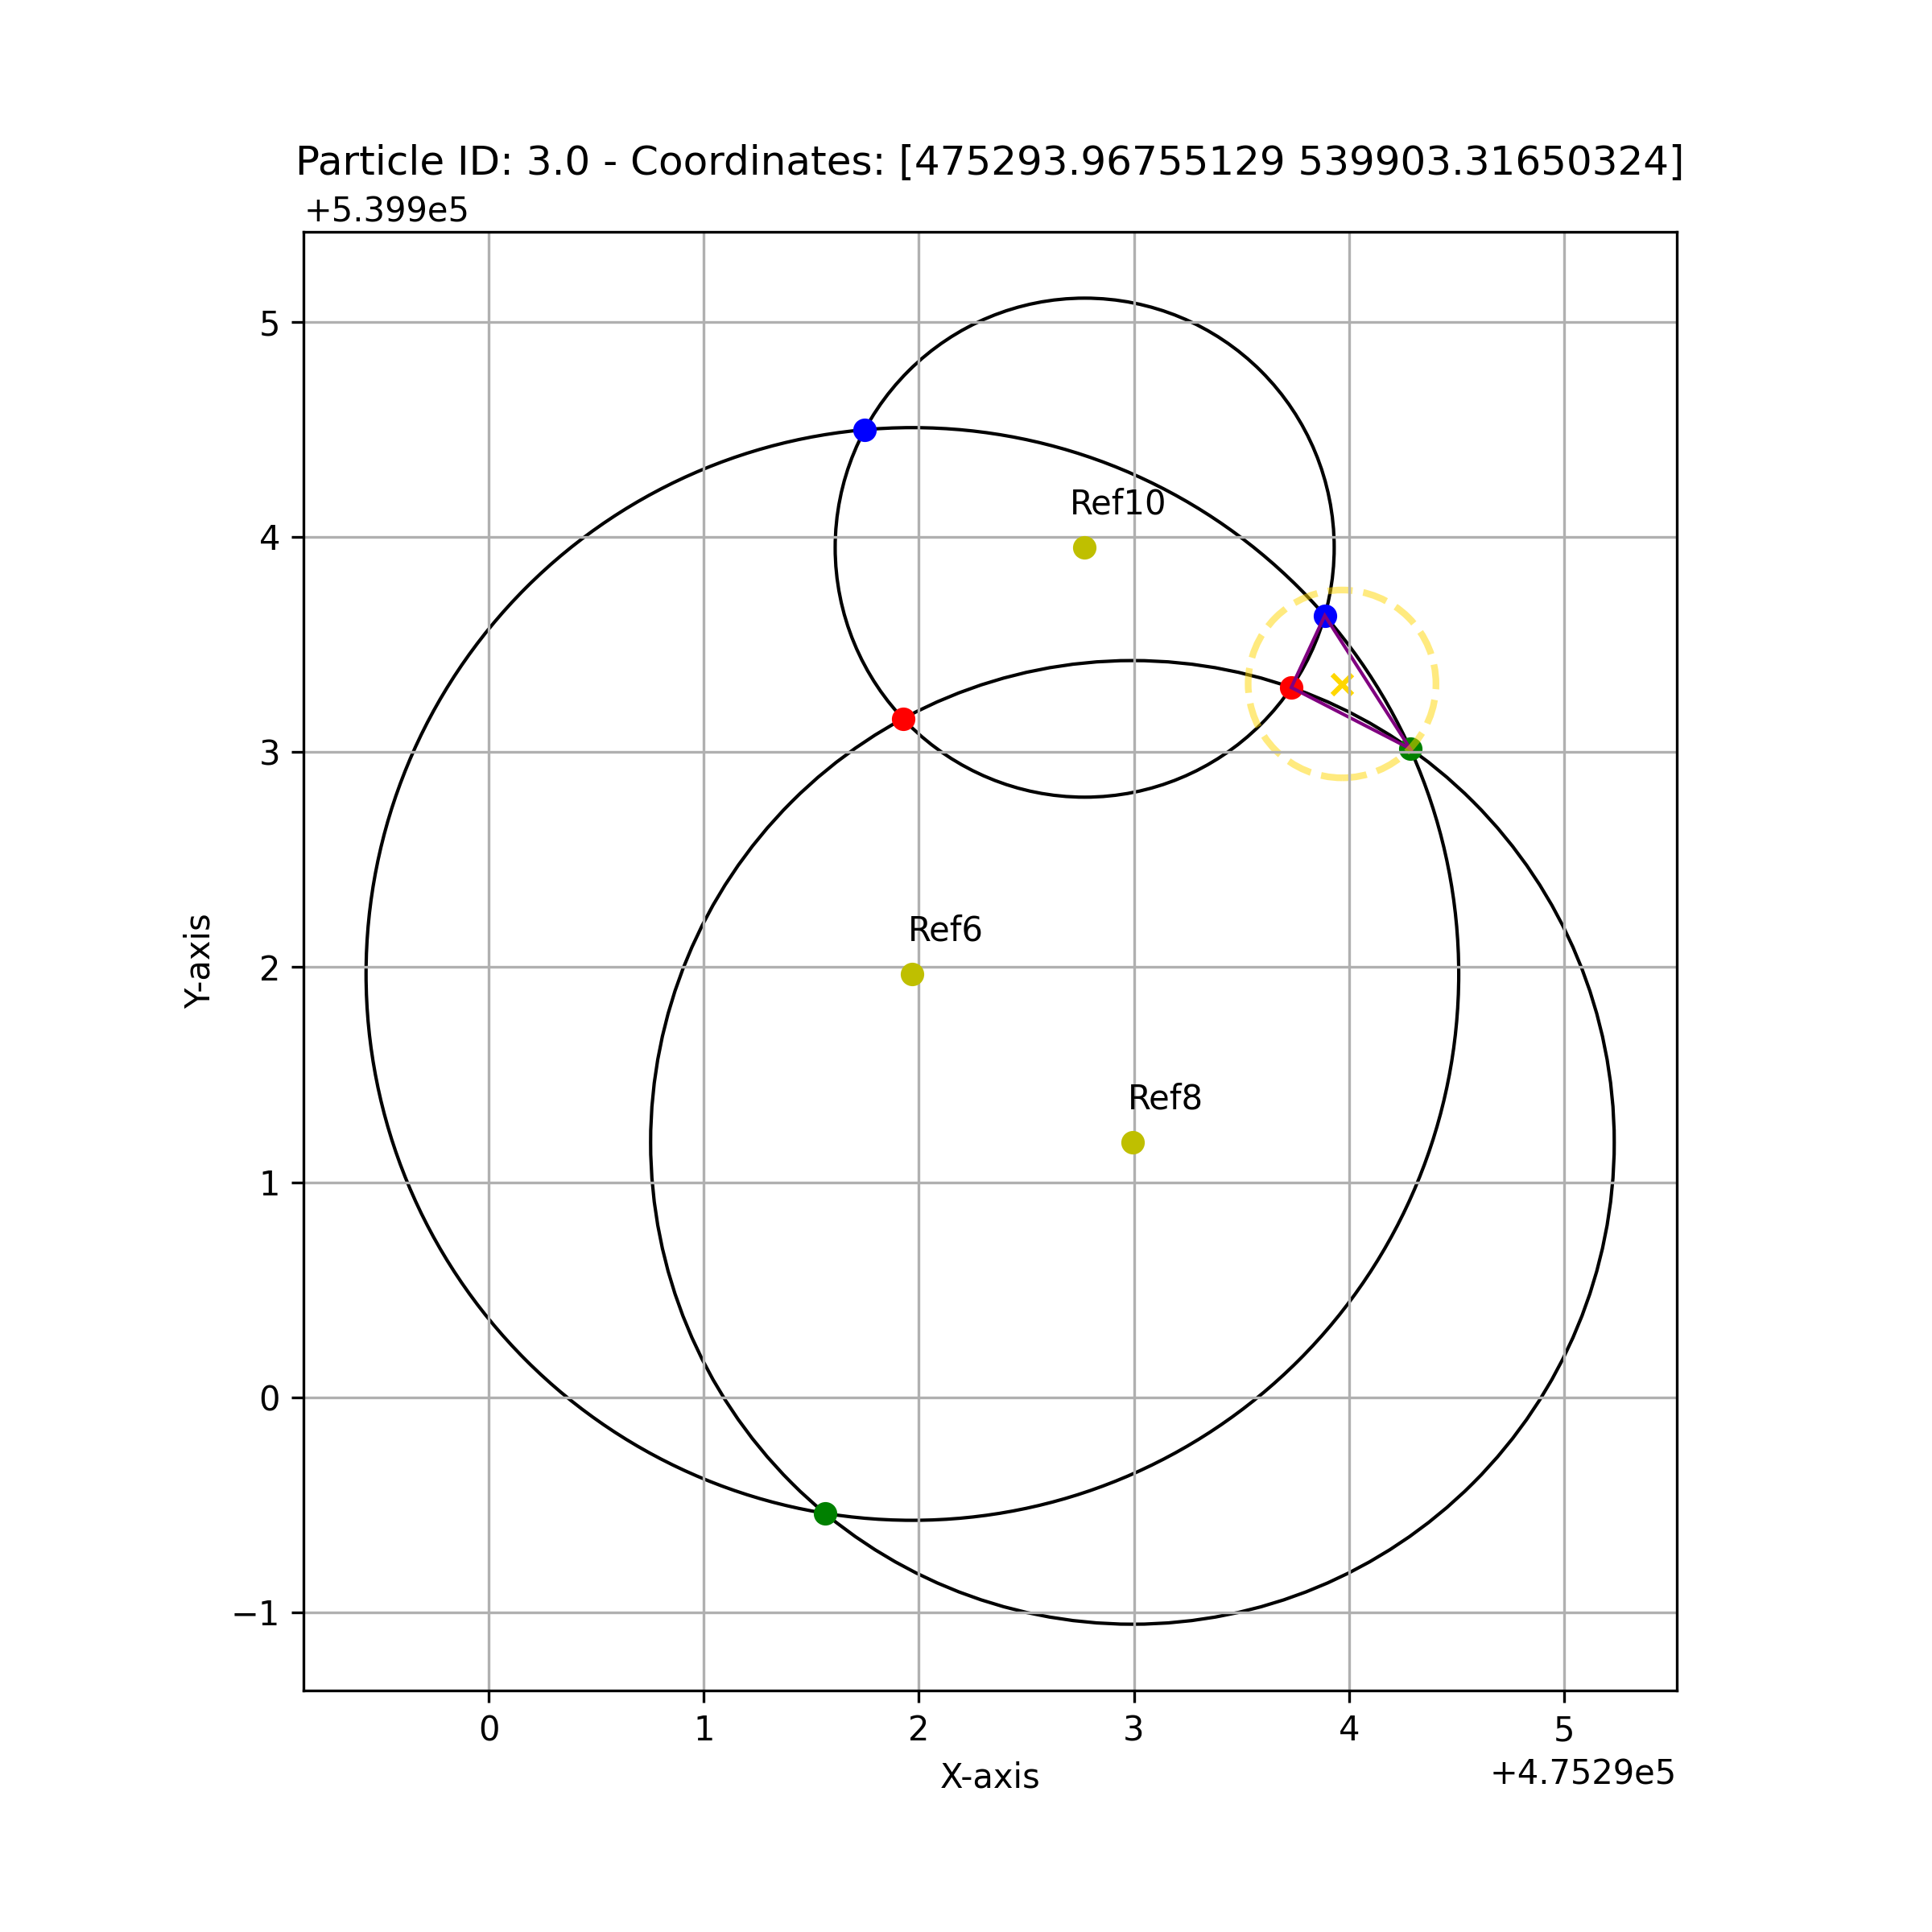 Particle ID: 3.0 - Coordinates: [475293.96755129 539903.31650324]
+5.399e5
5
Ref10
4
3
Ref6
Y-axis
2
Ref8
1
0
−1
0 1 2 3 4 5
X-axis
+4.7529e5